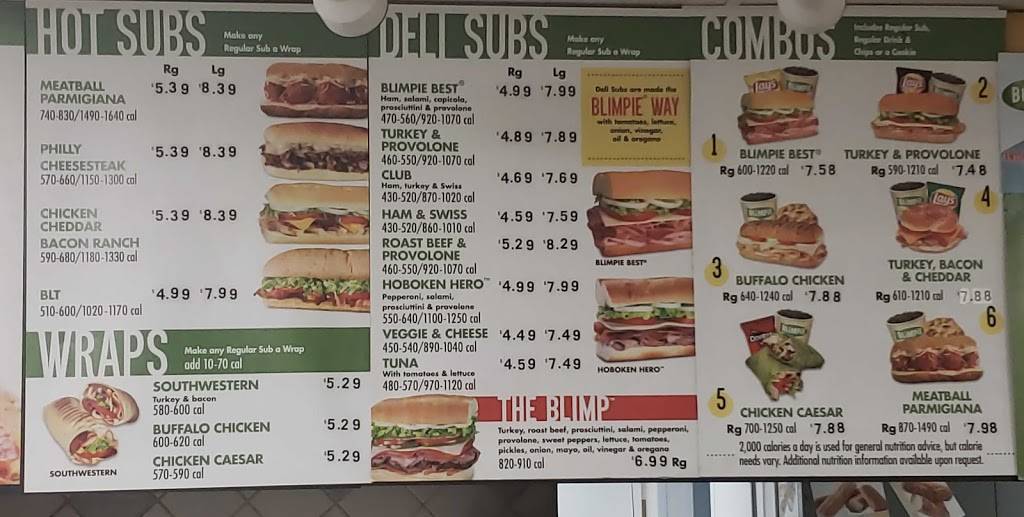 HOT SUBS
Make any
Regular Sub a Wrap
Rg Lg
MEATBALL
PARMIGIANA
$5.39 $8.39
740-830/1490-1640 cal
PHILLY
CHEESESTEAK
$5.39 $8.39
570-660/1150-1300 cal
CHICKEN
CHEDDAR
BACON RANCH
$5.39 $8.39
590-680/1180-1330 cal
BLT
$4.99 $7.99
510-600/1020-1170 cal
WRAPS
Make any Regular Sub a Wrap
add 10-70 cal
SOUTHWESTERN $5.29
Turkey & bacon
580-600 cal
BUFFALO CHICKEN $5.29
600-620 cal
CHICKEN CAESAR $5.29
570-590 cal
SOUTHWESTERN
DELI SUBS
Make any
Regular Sub a Wrap
Rg Lg
BLIMPIE BEST® $4.99 $7.99
Ham, salami, capicola,
prosciuttini & provolone
470-560/920-1070 cal
TURKEY &
PROVOLONE
$4.89 $7.89
460-550/920-1070 cal
CLUB $4.69 $7.69
Ham, turkey & Swiss
430-520/870-1020 cal
HAM & SWISS $4.59 $7.59
430-520/860-1010 cal
ROAST BEEF &
PROVOLONE
$5.29 $8.29
460-550/920-1070 cal
HOBOKEN HERO™ $4.99 $7.99
Pepperoni, salami,
prosciuttini & provolone
550-640/1100-1250 cal
VEGGIE & CHEESE $4.49 $7.49
450-540/890-1040 cal
TUNA $4.59 $7.49
With tomatoes & lettuce
480-570/970-1120 cal
Deli Subs are made the
BLIMPIE® WAY
with tomatoes, lettuce,
onion, vinegar,
oil & oregano
BLIMPIE BEST®
HOBOKEN HERO™
THE BLIMP™
Turkey, roast beef, prosciuttini, salami, pepperoni,
provolone, sweet peppers, lettuce, tomatoes,
pickles, onion, mayo, oil, vinegar & oregano
820-910 cal $6.99 Rg
COMBOS
Includes Regular Sub,
Regular Drink &
Chips or a Cookie
1
Lay's
BLIMPIE BEST®
Rg 600-1220 cal $7.58
2
Lay's
TURKEY & PROVOLONE
Rg 590-1210 cal $7.48
3
BLIMPIE
BUFFALO CHICKEN
Rg 640-1240 cal $7.88
4
BLIMPIE
Lay's
TURKEY, BACON
& CHEDDAR
Rg 610-1210 cal $7.88
5
Doritos
BLIMPIE
CHICKEN CAESAR
Rg 700-1250 cal $7.88
6
BLIMPIE
MEATBALL
PARMIGIANA
Rg 870-1490 cal $7.98
2,000 calories a day is used for general nutrition advice, but calorie
needs vary. Additional nutrition information available upon request.